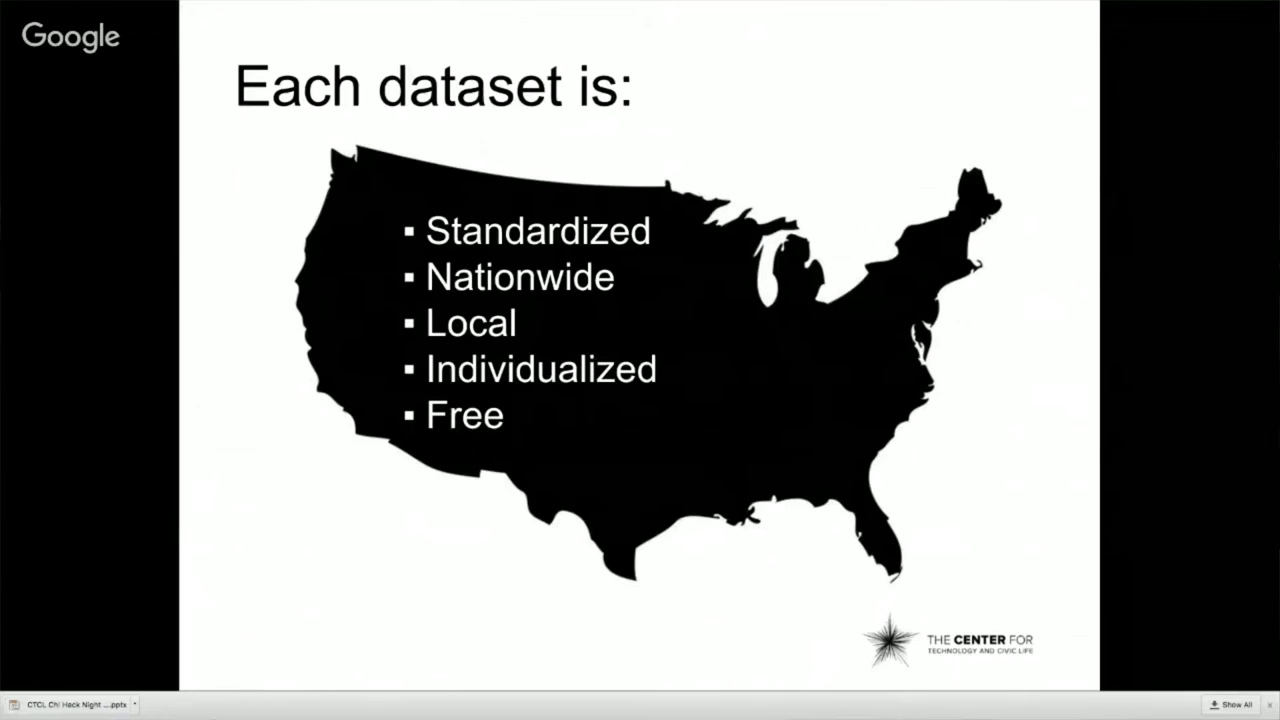 Google
Each dataset is:
▪ Standardized
▪ Nationwide
▪ Local
▪ Individualized
▪ Free
THE CENTER FOR
TECHNOLOGY AND CIVIC LIFE
CTCL Chi Hack Night ....pptx
Show All